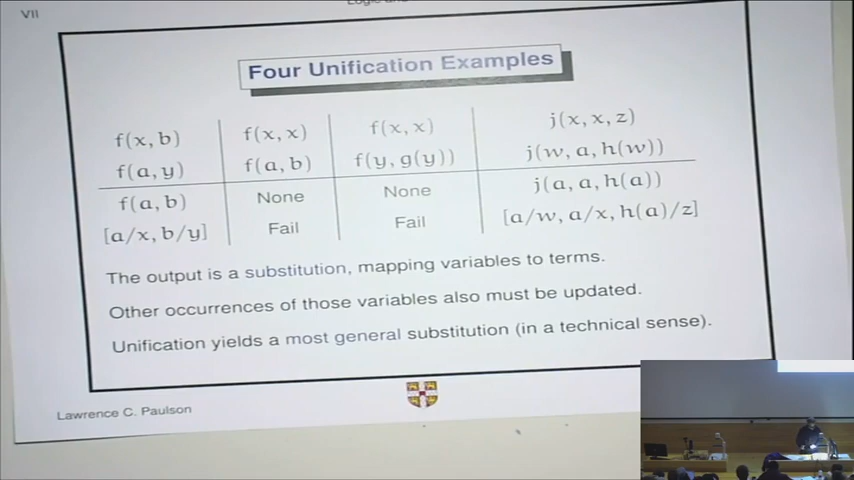 VII
Four Unification Examples
f(x, b) f(x, x) f(x, x) j(x, x, z)
f(a, y) f(a, b) f(y, g(y)) j(w, a, h(w))
f(a, b) None None j(a, a, h(a))
[a/x, b/y] Fail Fail [a/w, a/x, h(a)/z]
The output is a substitution, mapping variables to terms.
Other occurrences of those variables also must be updated.
Unification yields a most general substitution (in a technical sense).
Lawrence C. Paulson